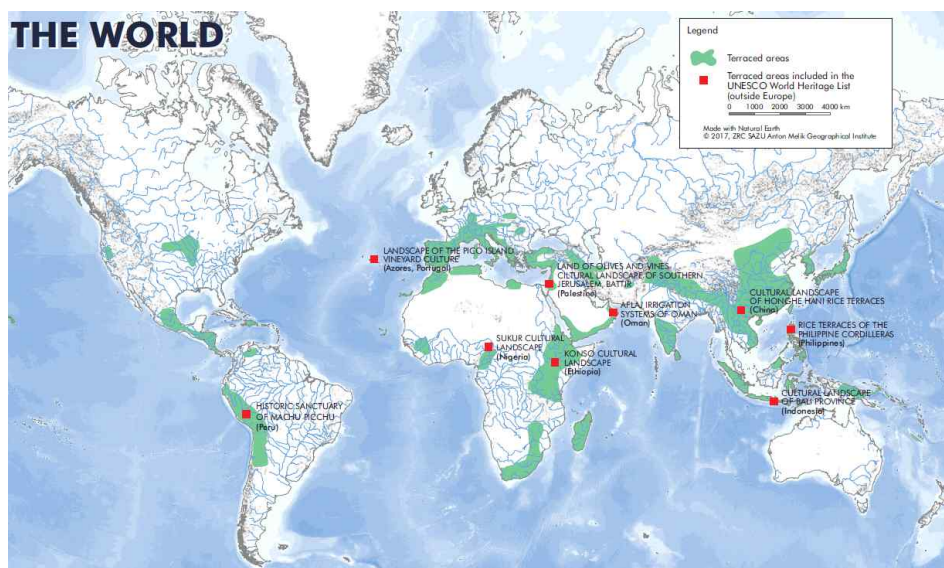 THE WORLD
Legend
Terraced areas
Terraced areas included in the
UNESCO World Heritage List
(outside Europe)
0 1000 2000 3000 4000 km
Made with Natural Earth
© 2017, ZRC SAZU Anton Melik Geographical Institute
LANDSCAPE OF THE PICO ISLAND
VINEYARD CULTURE
(Azores, Portugal)
LAND OF OLIVES AND VINES
CILTURAL LANDSCAPE OF SOUTHERN
JERUSALEM, BATTIR
(Palestine)
AFLAJ IRRIGATION
SYSTEMS OF OMAN
(Oman)
CULTURAL LANDSCAPE
OF HONGHE HANI RICE TERRACES
(China)
RICE TERRACES OF THE
PHILIPPINE CORDILLERAS
(Philippines)
SUKUR CULTURAL
LANDSCAPE
(Nigeria)
KONSO CULTURAL
LANDSCAPE
(Ethiopia)
CULTURAL LANDSCAPE
OF BALI PROVINCE
(Indonesia)
HISTORIC SANCTUARY
OF MACHU PICCHU
(Peru)